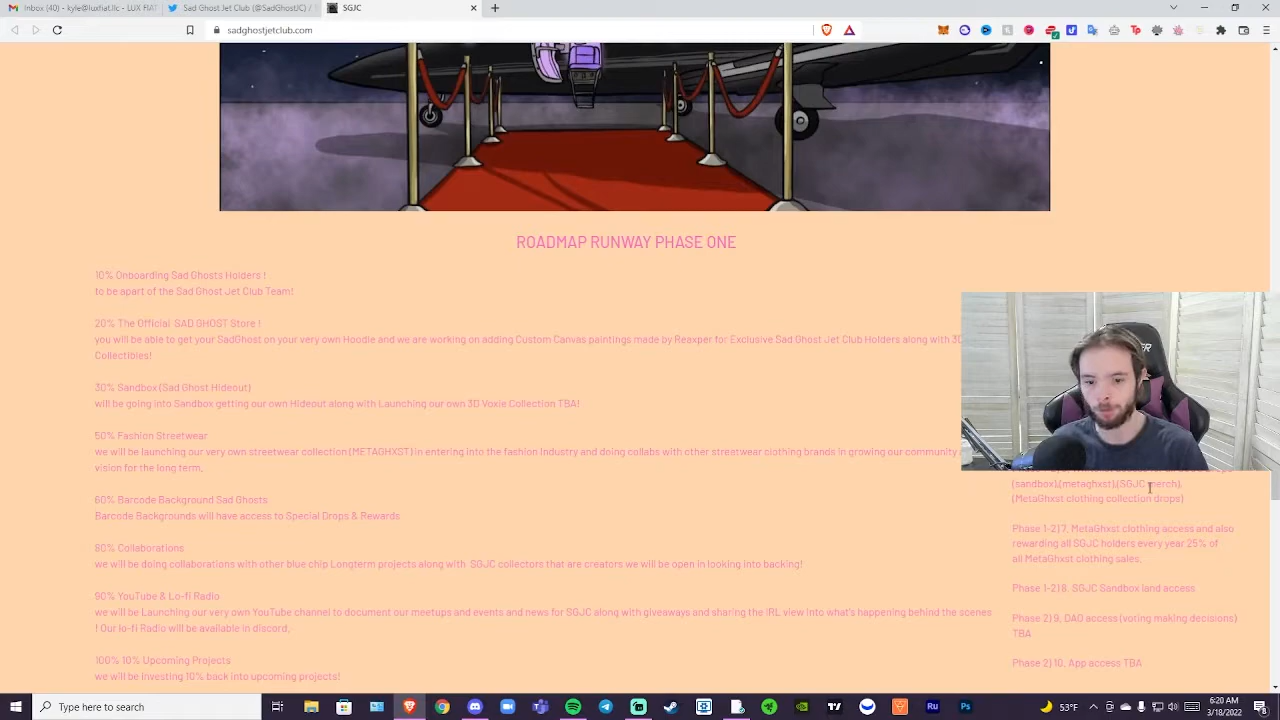 Inbox (40) - kyle@luxliat.io - LUX RAI
Twitter. Sad Ghost Jet Club (@SadGhostJC) /
SGJC
sadghostjetclub.com
ROADMAP RUNWAY PHASE ONE
10% Onboarding Sad Ghosts Holders !
to be apart of the Sad Ghost Jet Club Team!
20% The Official SAD GHOST Store !
you will be able to get your SadGhost on your very own Hoodie and we are working on adding Custom Canvas paintings made by Reaxper for Exclusive Sad Ghost Jet Club Holders along with 3D
Collectibles!
30% Sandbox (Sad Ghost Hideout)
will be going into Sandbox getting our own Hideout along with Launching our own 3D Voxie Collection TBA!
50% Fashion Streetwear
we will be launching our very own streetwear collection (METAGHXST) in entering into the fashion Industry and doing collabs with other streetwear clothing brands in growing our community
vision for the long term.
60% Barcode Background Sad Ghosts
Barcode Backgrounds will have access to Special Drops & Rewards
80% Collaborations
we will be doing collaborations with other blue chip Longterm projects along with SGJC collectors that are creators we will be open in looking into backing!
90% YouTube & Lo-fi Radio
we will be Launching our very own YouTube channel to document our meetups and events and news for SGJC along with giveaways and sharing the IRL view into what's happening behind the scenes
! Our lo-fi Radio will be available in discord.
100% 10% Upcoming Projects
we will be investing 10% back into upcoming projects!
(sandbox),(metaghxst),(SGJC merch),
(MetaGhxst clothing collection drops)
Phase 1-2) 7. MetaGhxst clothing access and also
rewarding all SGJC holders every year 25% of
all MetaGhxst clothing sales.
Phase 1-2) 8. SGJC Sandbox land access
Phase 2) 9. DAO access (voting making decisions)
TBA
Phase 2) 10. App access TBA
Type here to search
53°F
6:20 AM
3/18/2022